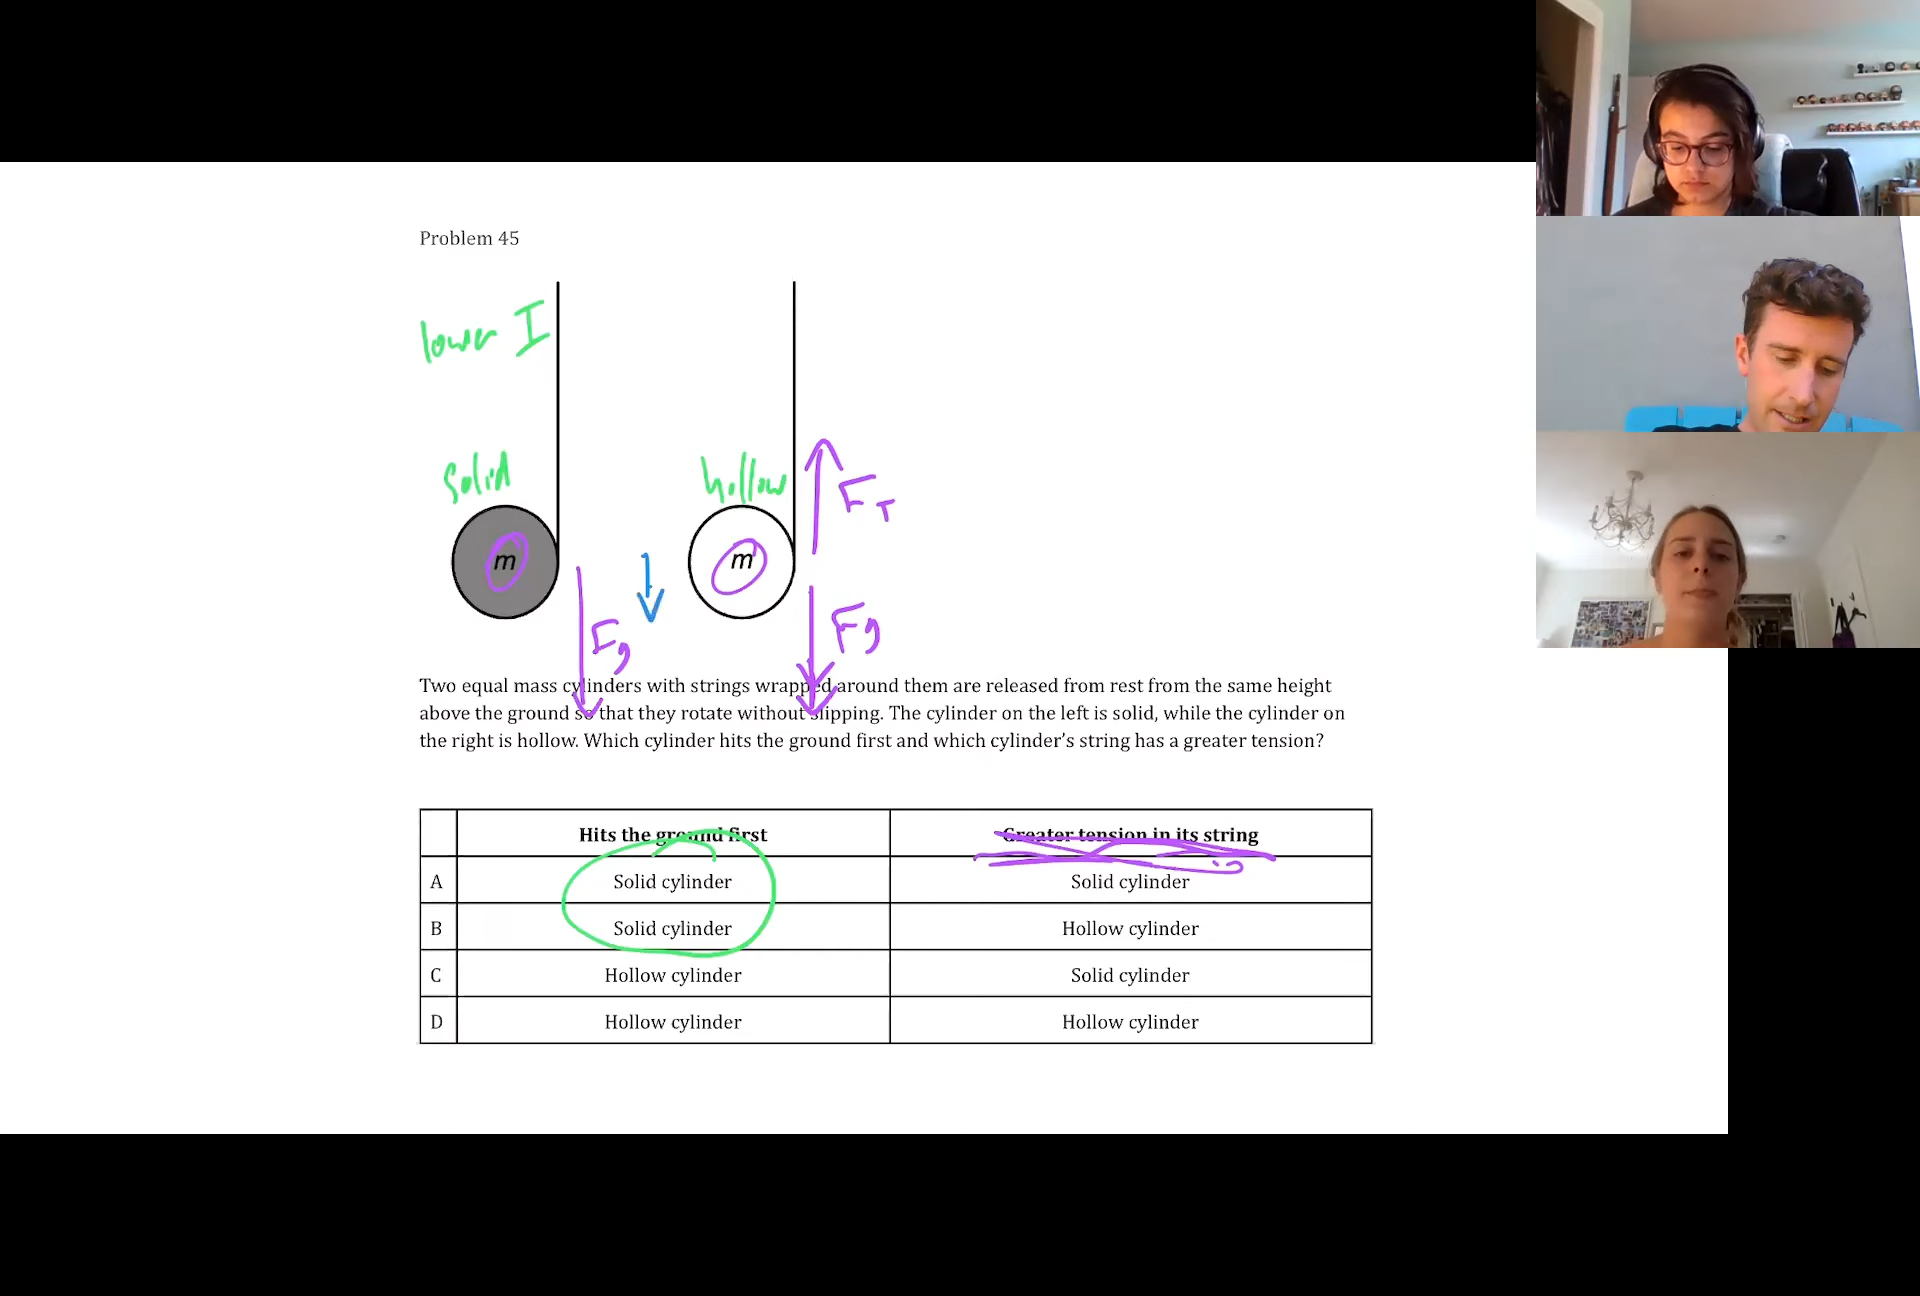 Problem 45
lower I
solid
hollow
F_T
m
m
F_g
F_g
Two equal mass cylinders with strings wrapped around them are released from rest from the same height
above the ground so that they rotate without slipping. The cylinder on the left is solid, while the cylinder on
the right is hollow. Which cylinder hits the ground first and which cylinder’s string has a greater tension?
Hits the ground first Greater tension in its string
A Solid cylinder Solid cylinder
B Solid cylinder Hollow cylinder
C Hollow cylinder Solid cylinder
D Hollow cylinder Hollow cylinder